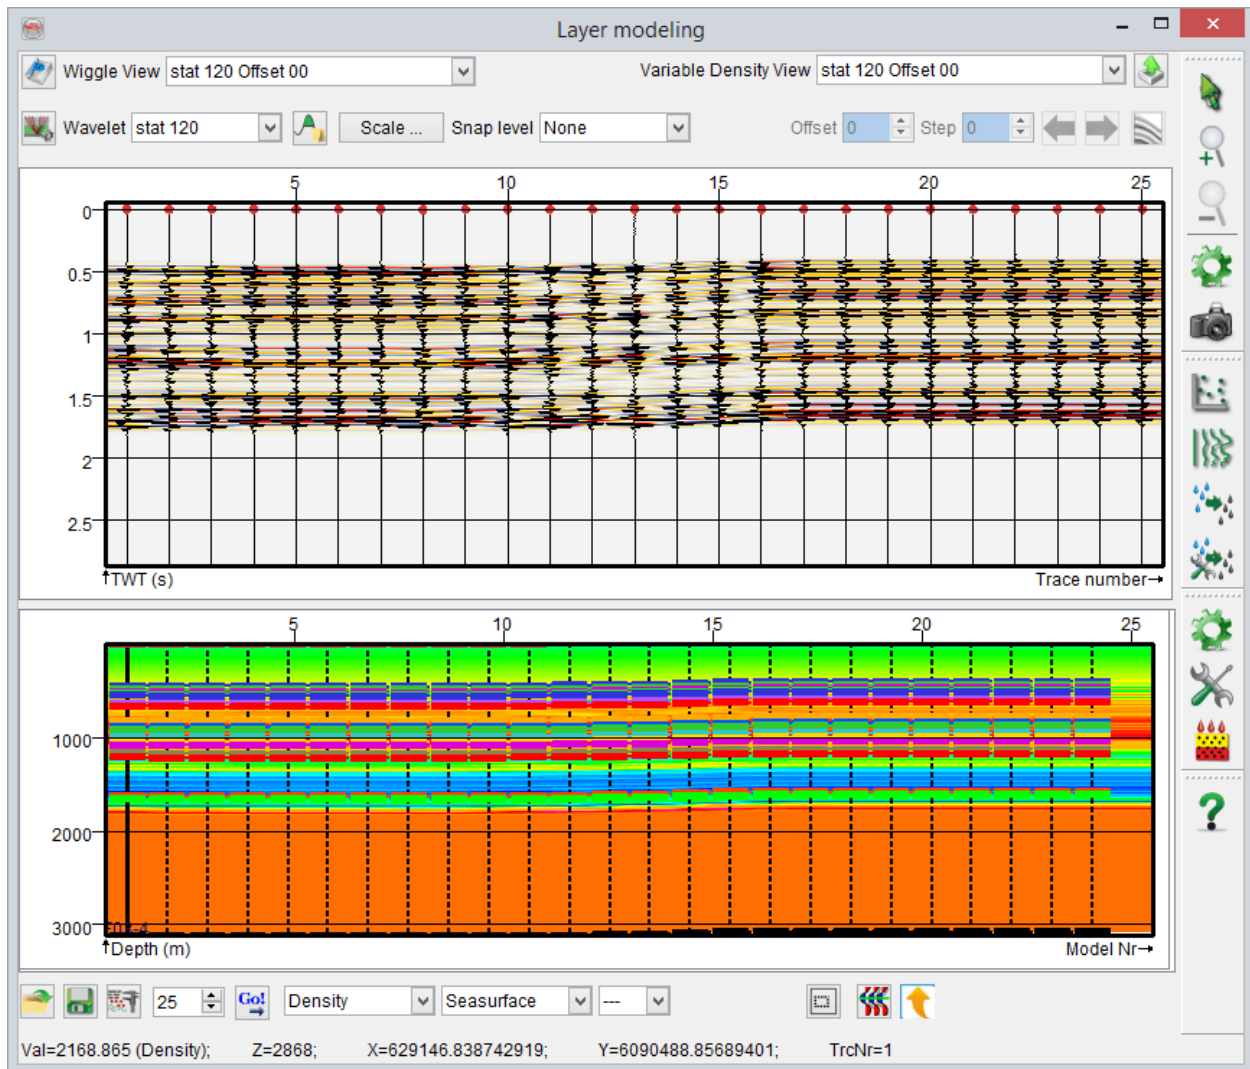 Layer modeling
Wiggle View stat 120 Offset 00 Variable Density View stat 120 Offset 00
Wavelet stat 120 Scale ... Snap level None Offset 0 Step 0
5 10 15 20 25
0
0.5
1
1.5
2
2.5
TWT (s) Trace number
5 10 15 20 25
1000
2000
3000
Depth (m) Model Nr
25 Go! Density Seasurface ---
Val=2168.865 (Density); Z=2868; X=629146.838742919; Y=6090488.85689401; TrcNr=1